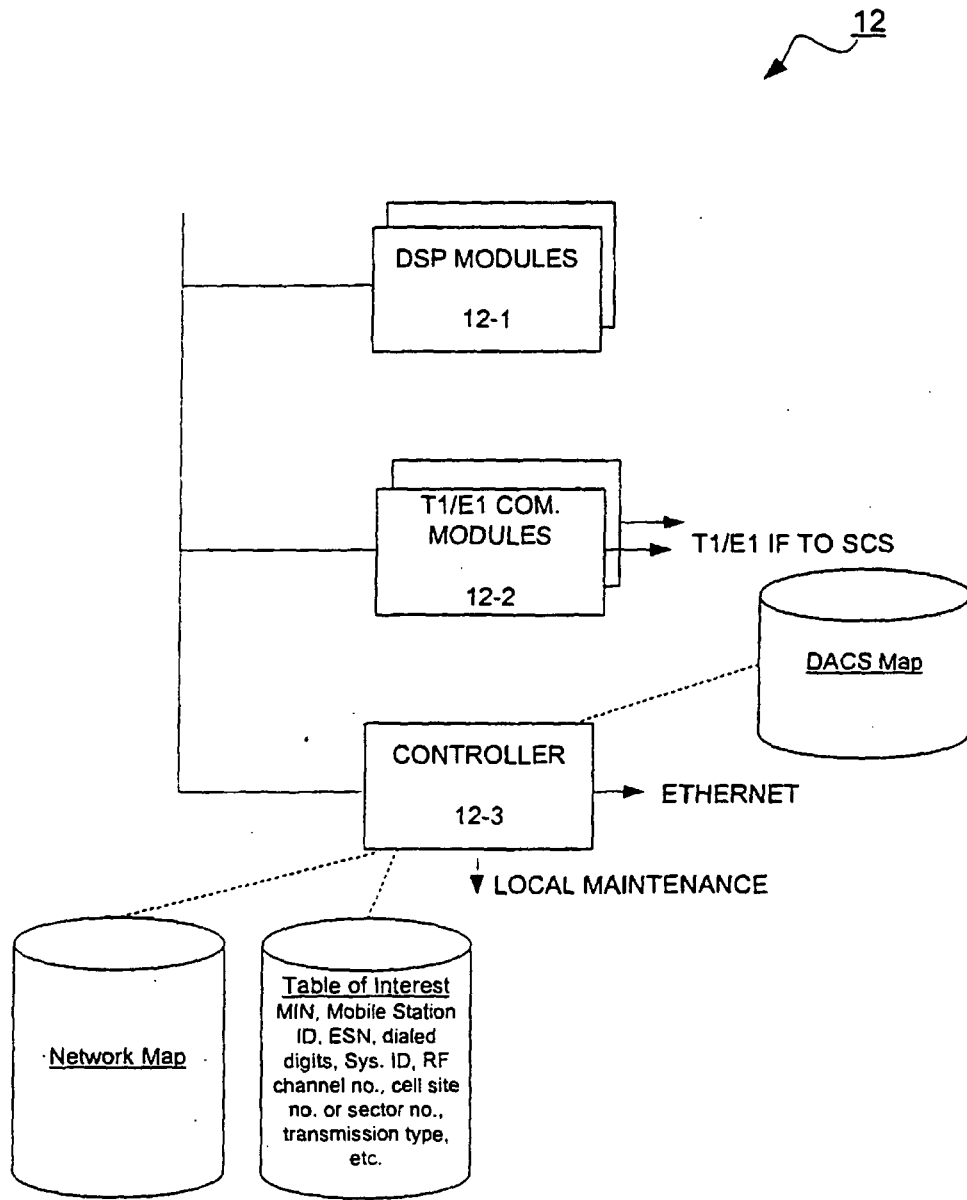 12
DSP MODULES
12-1
T1/E1 COM.
MODULES
12-2
T1/E1 IF TO SCS
DACS Map
CONTROLLER
12-3
ETHERNET
LOCAL MAINTENANCE
Network Map
Table of Interest
MIN, Mobile Station
ID, ESN, dialed
digits, Sys. ID, RF
channel no., cell site
no. or sector no.,
transmission type,
etc.